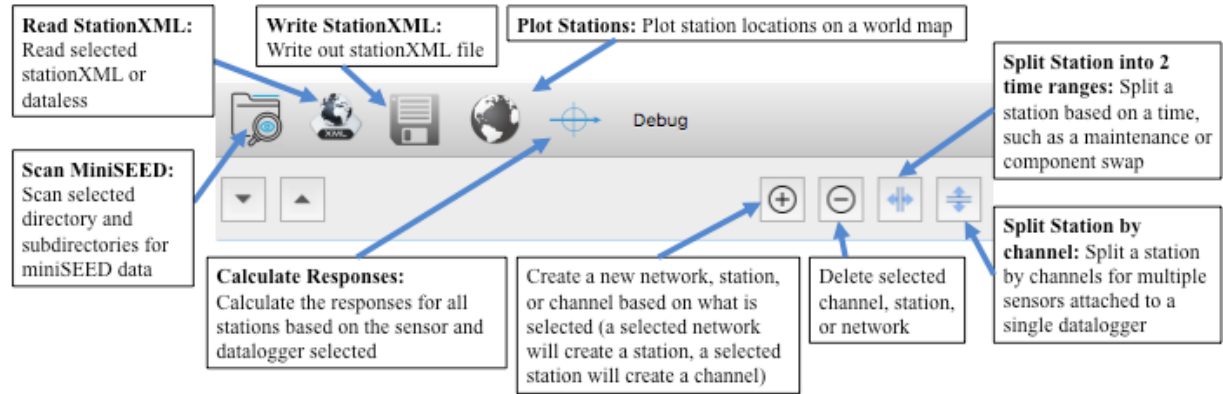 Read StationXML:
Read selected
stationXML or
dataless
Write StationXML:
Write out stationXML file
Plot Stations: Plot station locations on a world map
Split Station into 2
time ranges: Split a
station based on a time,
such as a maintenance or
component swap
XML
Debug
Scan MiniSEED:
Scan selected
directory and
subdirectories for
miniSEED data
Calculate Responses:
Calculate the responses for all
stations based on the sensor and
datalogger selected
Create a new network, station,
or channel based on what is
selected (a selected network
will create a station, a selected
station will create a channel)
Delete selected
channel, station,
or network
Split Station by
channel: Split a station
by channels for multiple
sensors attached to a
single datalogger